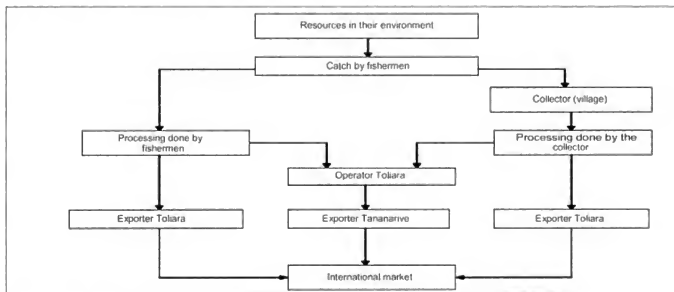 Resources in their environment
Catch by fishermen
Collector (village)
Processing done by
fishermen
Processing done by the
collector
Operator Toliara
Exporter Toliara
Exporter Tananarive
Exporter Toliara
International market